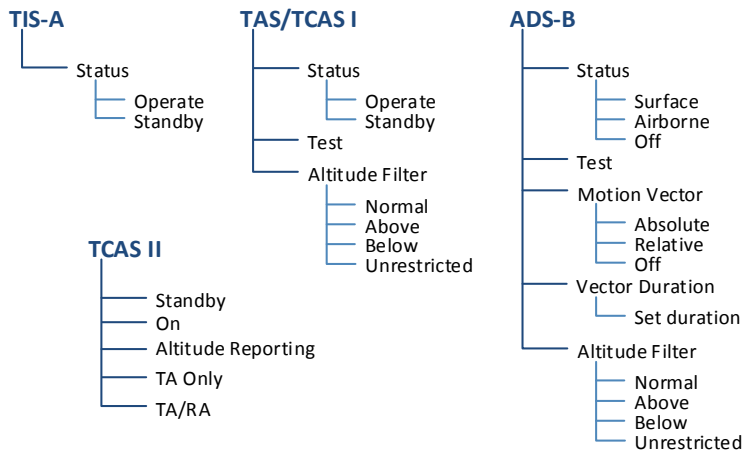 TIS-A
Status
Operate
Standby
TAS/TCAS I
Status
Operate
Standby
Test
Altitude Filter
Normal
Above
Below
Unrestricted
ADS-B
Status
Surface
Airborne
Off
Test
Motion Vector
Absolute
Relative
Off
Vector Duration
Set duration
Altitude Filter
Normal
Above
Below
Unrestricted
TCAS II
Standby
On
Altitude Reporting
TA Only
TA/RA